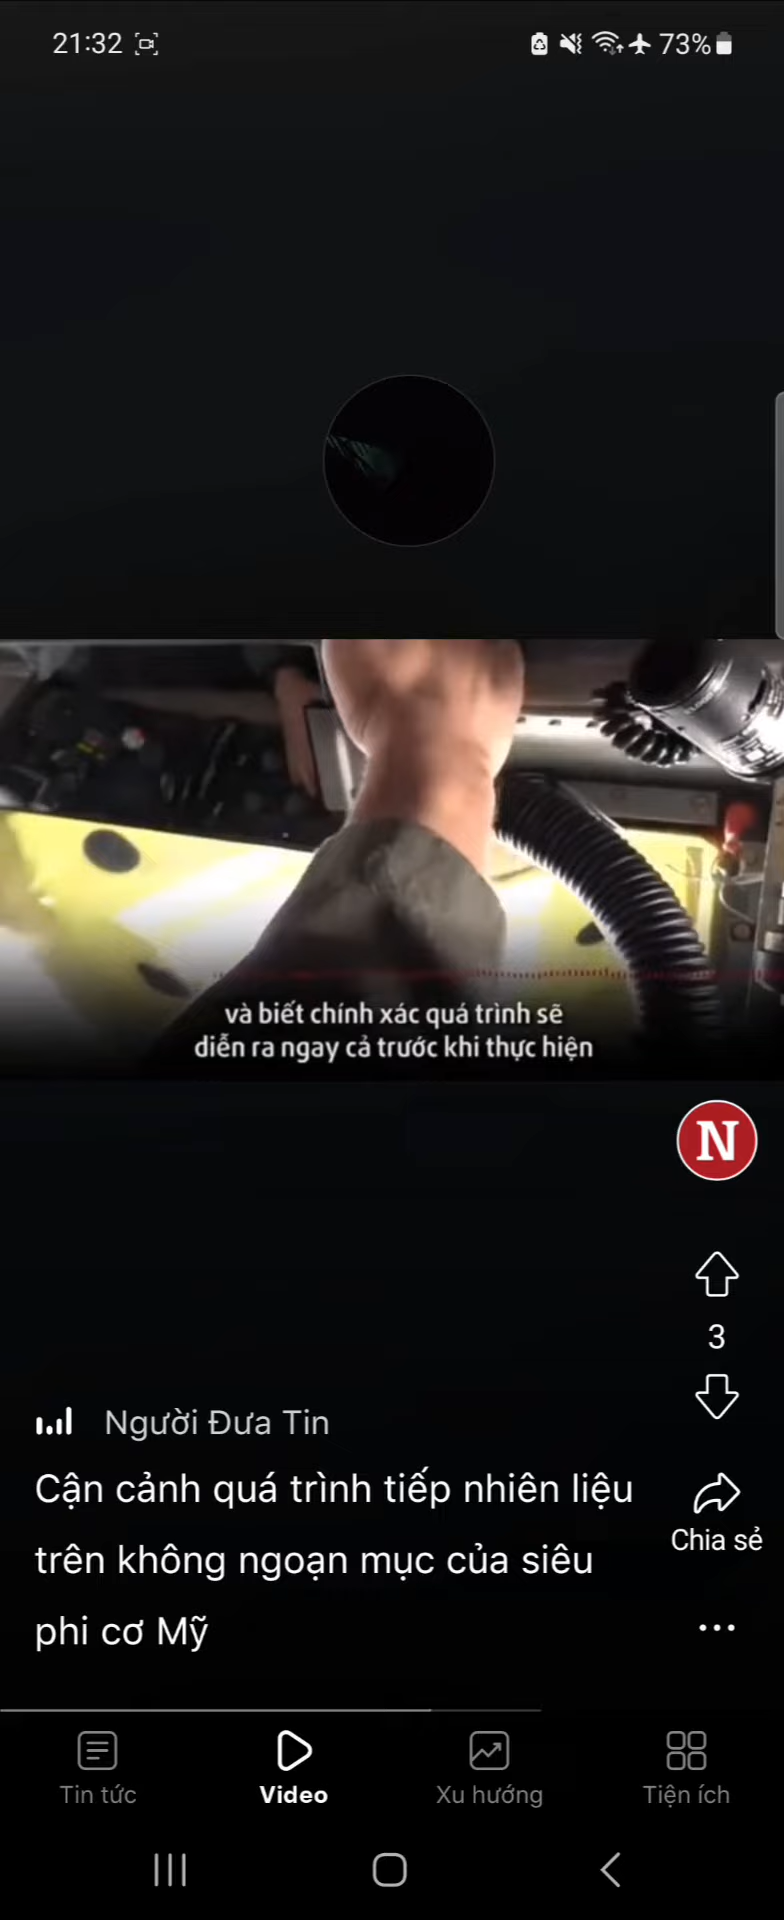 21:32
73%
và biết chính xác quá trình sẽ
diễn ra ngay cả trước khi thực hiện
N
3
Người Đưa Tin
Cận cảnh quá trình tiếp nhiên liệu
trên không ngoạn mục của siêu
phi cơ Mỹ
Chia sẻ
Tin tức
Video
Xu hướng
Tiện ích